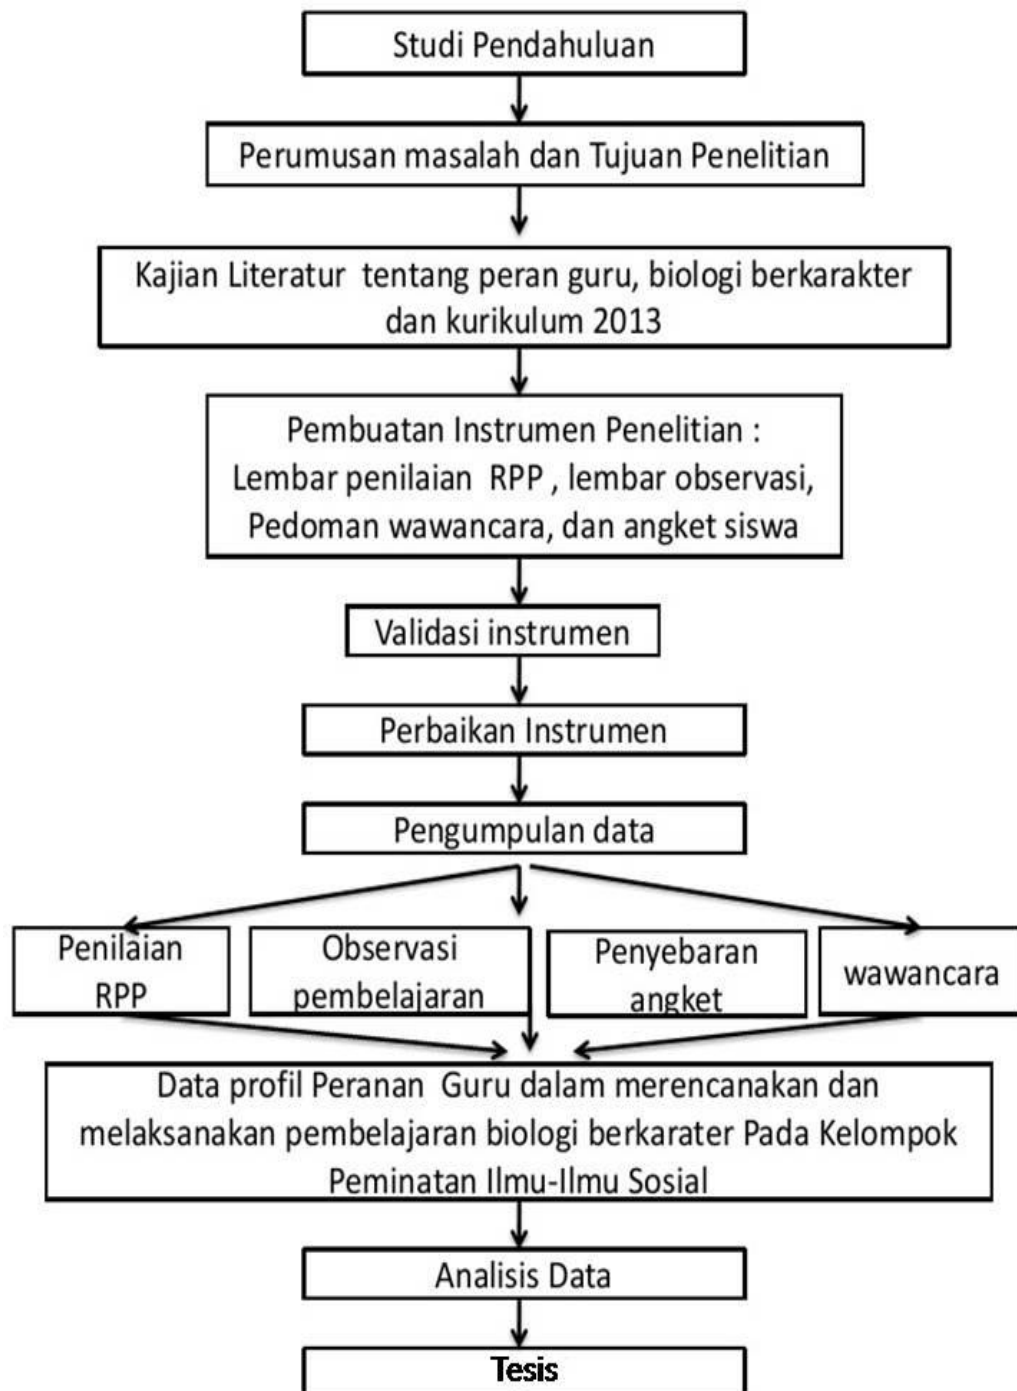 Studi Pendahuluan
Perumusan masalah dan Tujuan Penelitian
Kajian Literatur tentang peran guru, biologi berkarakter
dan kurikulum 2013
Pembuatan Instrumen Penelitian :
Lembar penilaian RPP , lembar observasi,
Pedoman wawancara, dan angket siswa
Validasi instrumen
Perbaikan Instrumen
Pengumpulan data
Penilaian
RPP
Observasi
pembelajaran
Penyebaran
angket
wawancara
Data profil Peranan Guru dalam merencanakan dan
melaksanakan pembelajaran biologi berkarater Pada Kelompok
Peminatan Ilmu-Ilmu Sosial
Analisis Data
Tesis